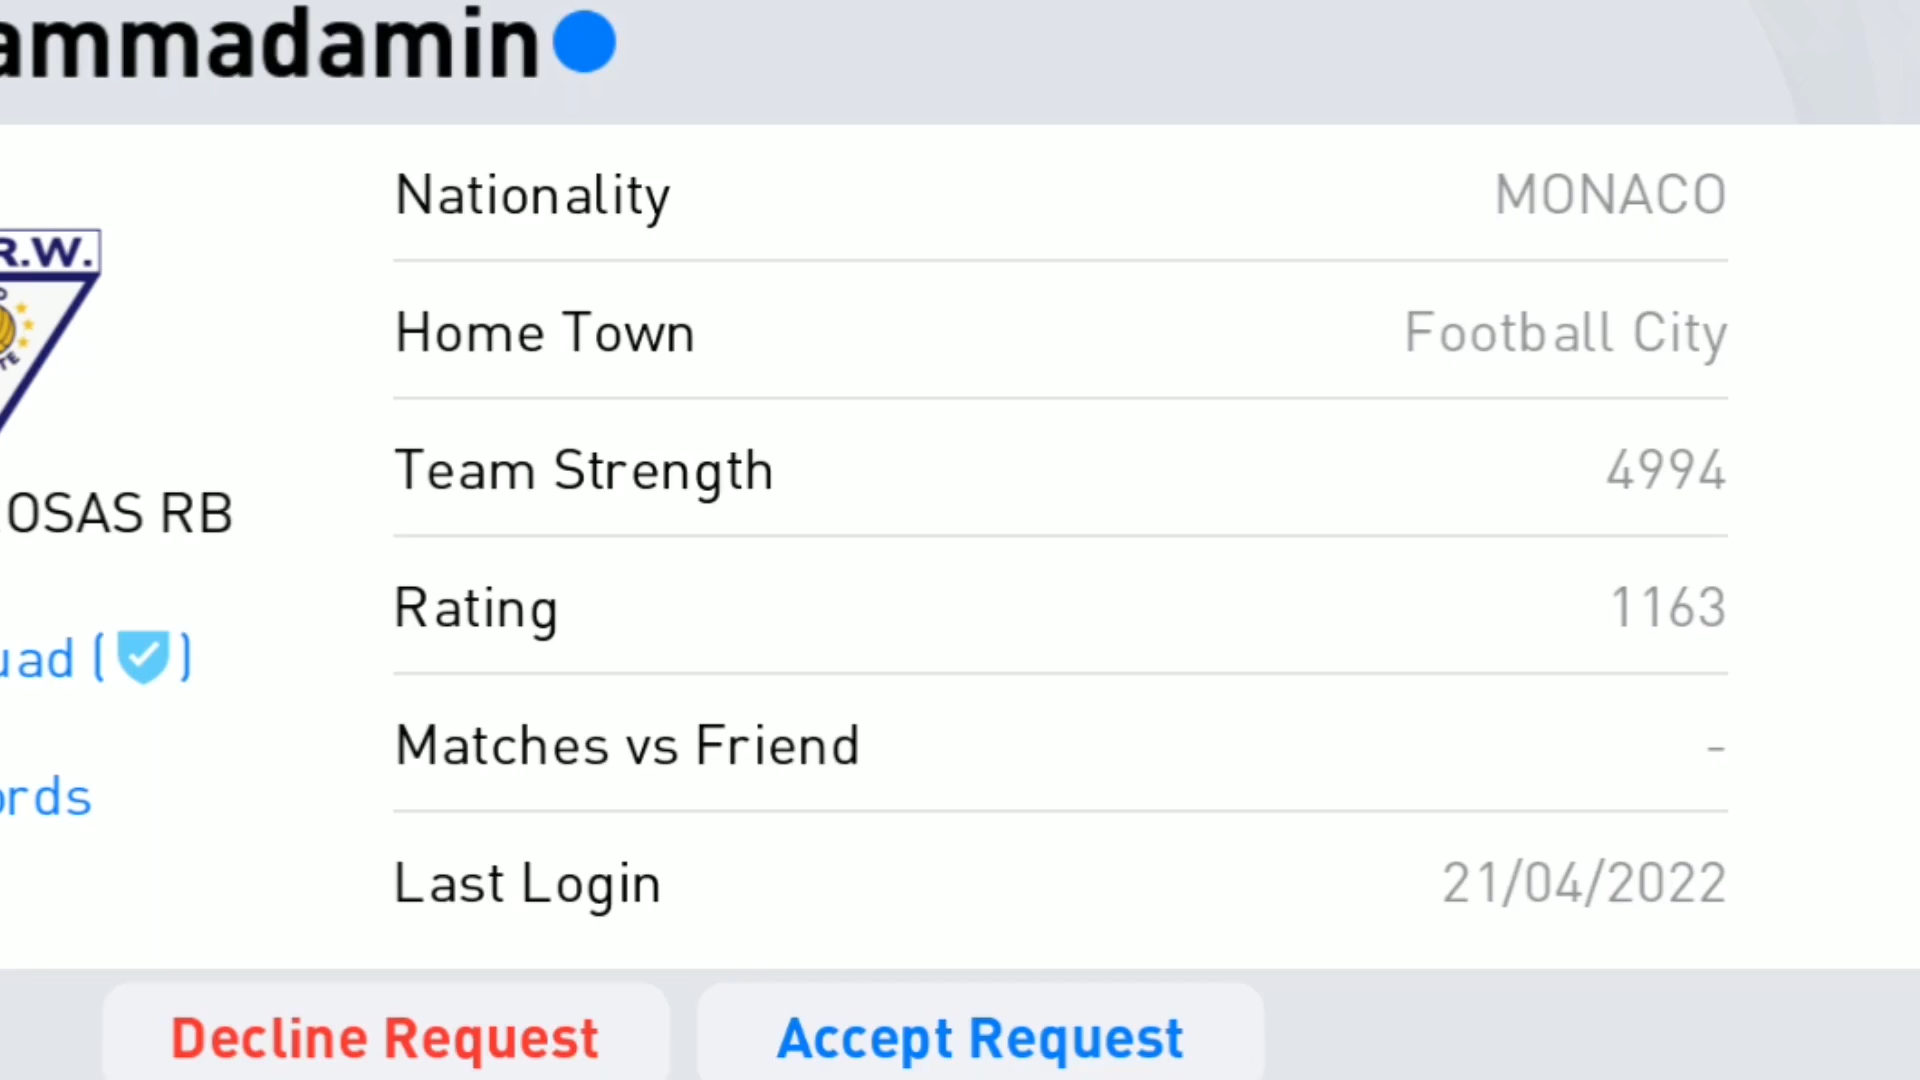 ammadamin
Nationality MONACO
R.W.
Home Town Football City
Team Strength 4994
OSAS RB
Rating 1163
uad ( )
Matches vs Friend -
ords
Last Login 21/04/2022
Decline Request Accept Request